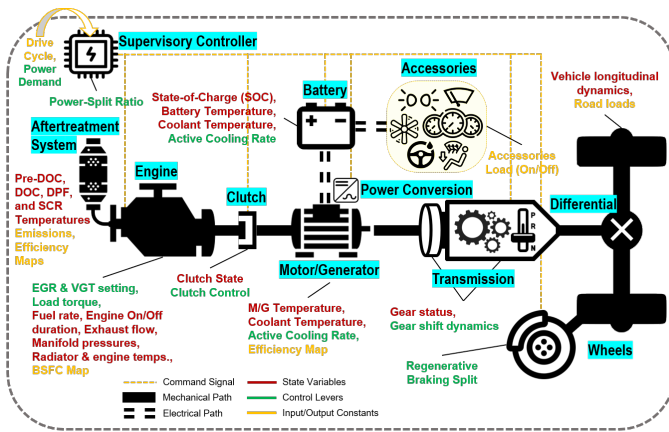 Drive
Cycle,
Power
Demand
Supervisory Controller
Power-Split Ratio
Aftertreatment
System
Pre-DOC,
DOC, DPF,
and SCR
Temperatures
Emissions,
Efficiency
Maps
Engine
EGR & VGT setting,
Load torque,
Fuel rate, Engine On/Off
duration, Exhaust flow,
Manifold pressures,
Radiator & engine temps.,
BSFC Map
Clutch
Clutch State
Clutch Control
State-of-Charge (SOC),
Battery Temperature,
Coolant Temperature,
Active Cooling Rate
Battery
Accessories
Accessories
Load (On/Off)
Power Conversion
Motor/Generator
M/G Temperature,
Coolant Temperature,
Active Cooling Rate,
Efficiency Map
P
R
N
Transmission
Gear status,
Gear shift dynamics
Vehicle longitudinal
dynamics,
Road loads
Differential
Regenerative
Braking Split
Wheels
Command Signal
Mechanical Path
Electrical Path
State Variables
Control Levers
Input/Output Constants